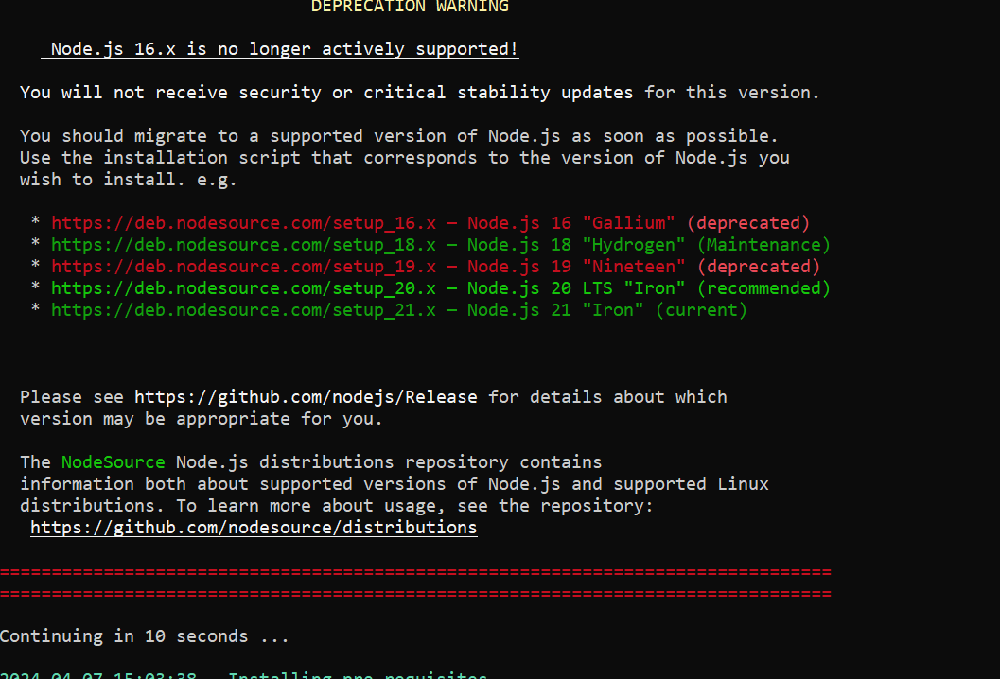 DEPRECATION WARNING
Node.js 16.x is no longer actively supported!
You will not receive security or critical stability updates for this version.
You should migrate to a supported version of Node.js as soon as possible.
Use the installation script that corresponds to the version of Node.js you
wish to install. e.g.
* https://deb.nodesource.com/setup_16.x — Node.js 16 "Gallium" (deprecated)
* https://deb.nodesource.com/setup_18.x — Node.js 18 "Hydrogen" (Maintenance)
* https://deb.nodesource.com/setup_19.x — Node.js 19 "Nineteen" (deprecated)
* https://deb.nodesource.com/setup_20.x — Node.js 20 LTS "Iron" (recommended)
* https://deb.nodesource.com/setup_21.x — Node.js 21 "Iron" (current)
Please see https://github.com/nodejs/Release for details about which
version may be appropriate for you.
The NodeSource Node.js distributions repository contains
information both about supported versions of Node.js and supported Linux
distributions. To learn more about usage, see the repository:
https://github.com/nodesource/distributions
================================================================================
================================================================================
Continuing in 10 seconds ...
2024-04-07 15:03:38 - Installing pre-requisites